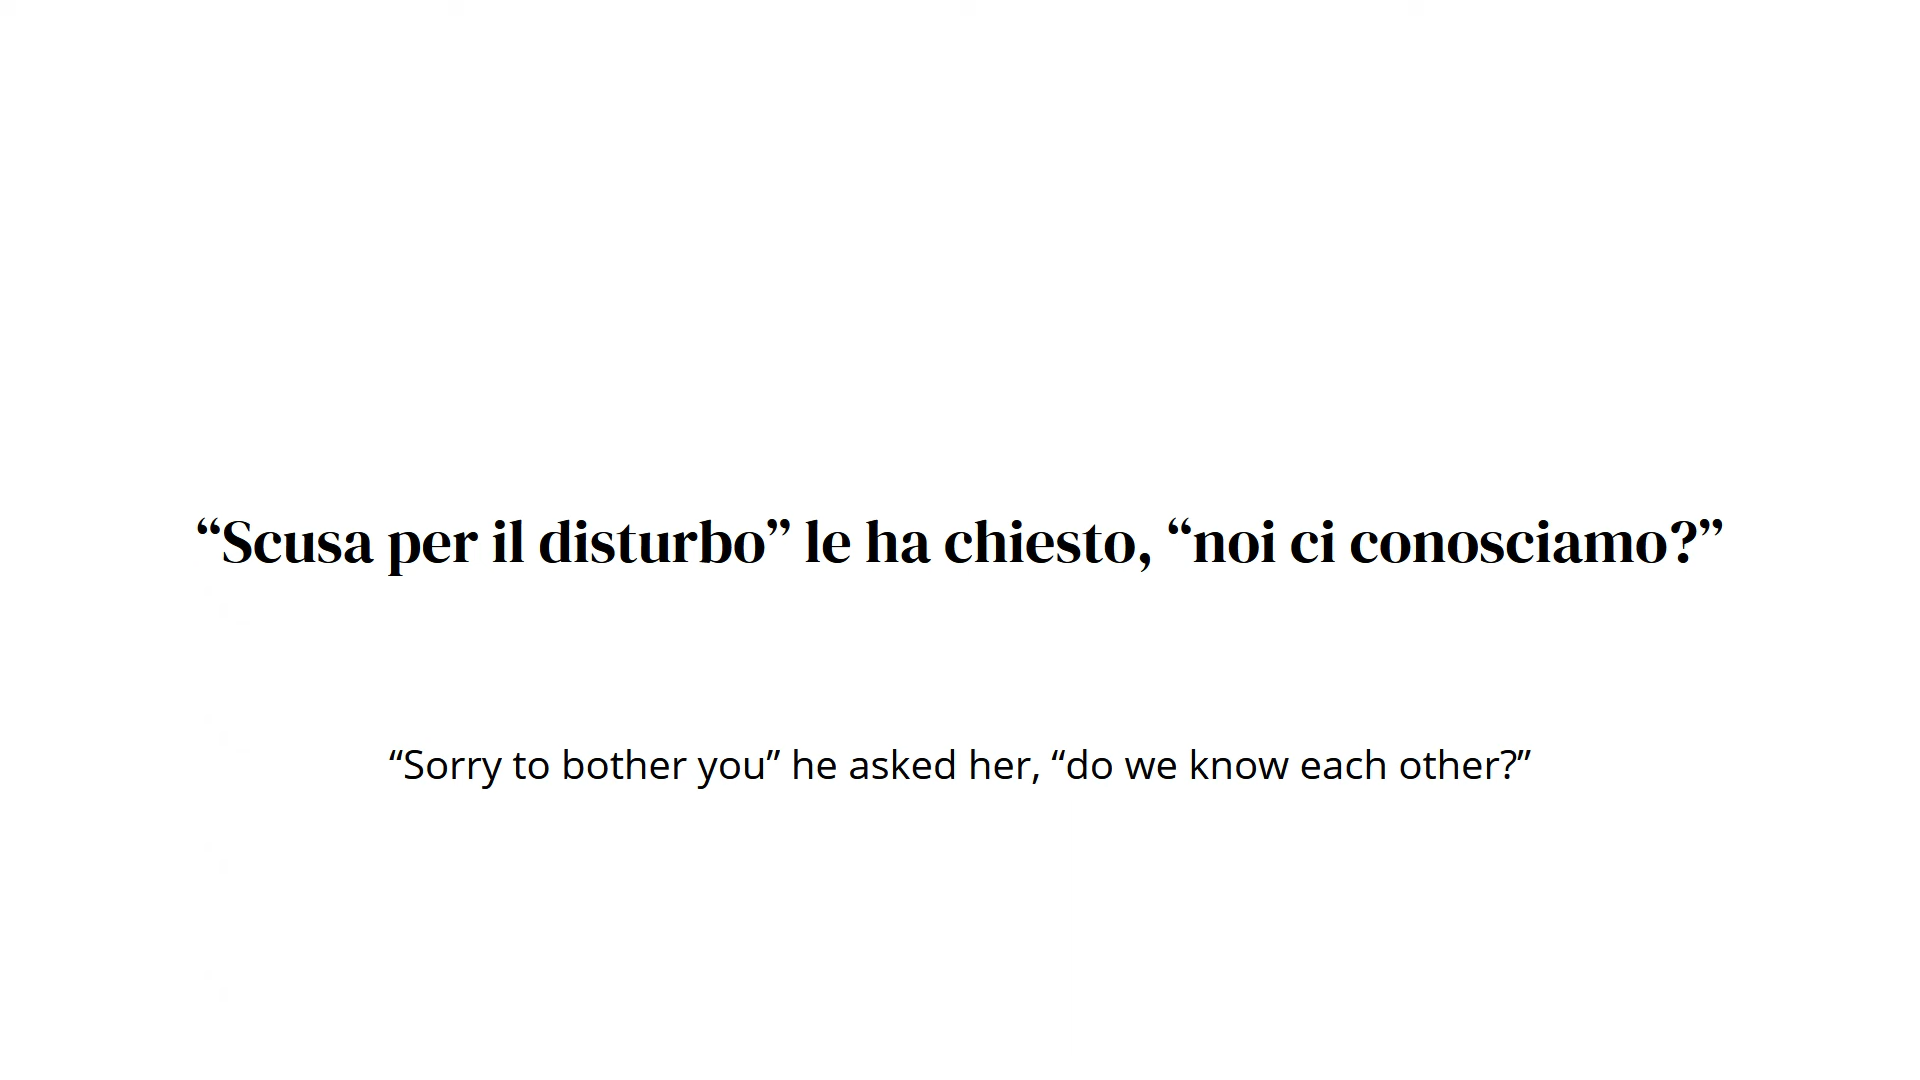 “Scusa per il disturbo” le ha chiesto, “noi ci conosciamo?”
“Sorry to bother you” he asked her, “do we know each other?”